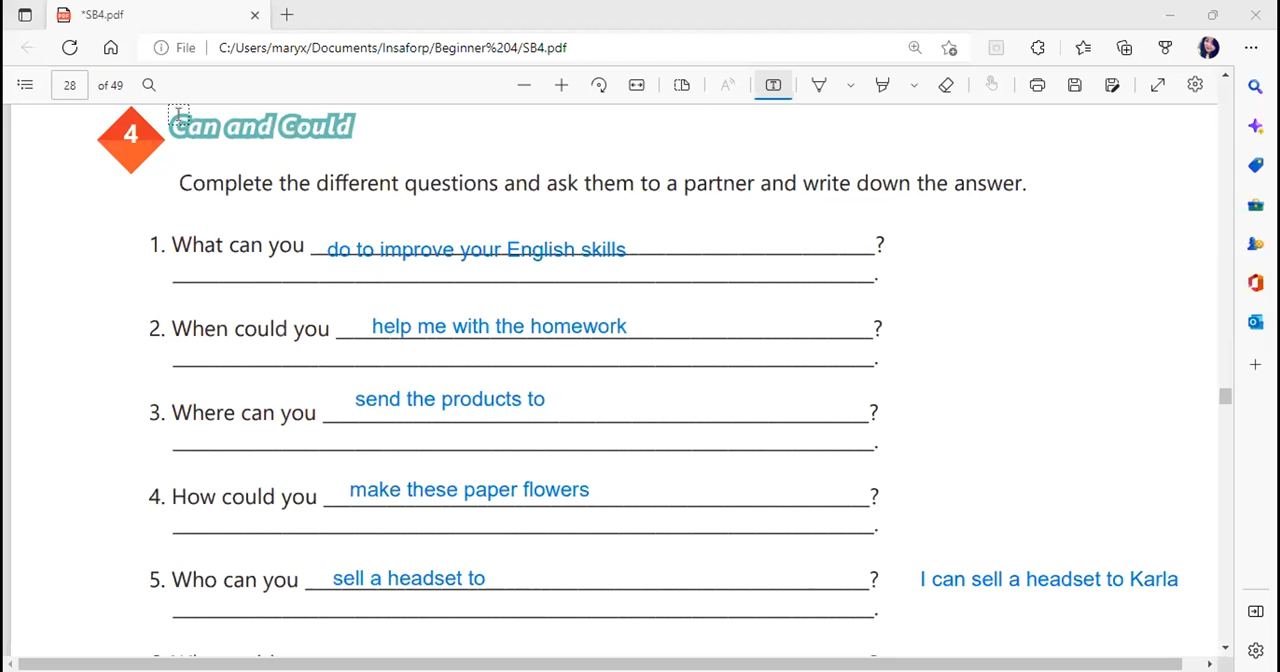 *SB4.pdf
File C:/Users/maryx/Documents/Insaforp/Beginner%204/SB4.pdf
28 of 49
4 Can and Could
Complete the different questions and ask them to a partner and write down the answer.
1. What can you do to improve your English skills ?
.
2. When could you help me with the homework ?
.
3. Where can you send the products to ?
.
4. How could you make these paper flowers ?
.
5. Who can you sell a headset to ? I can sell a headset to Karla
.